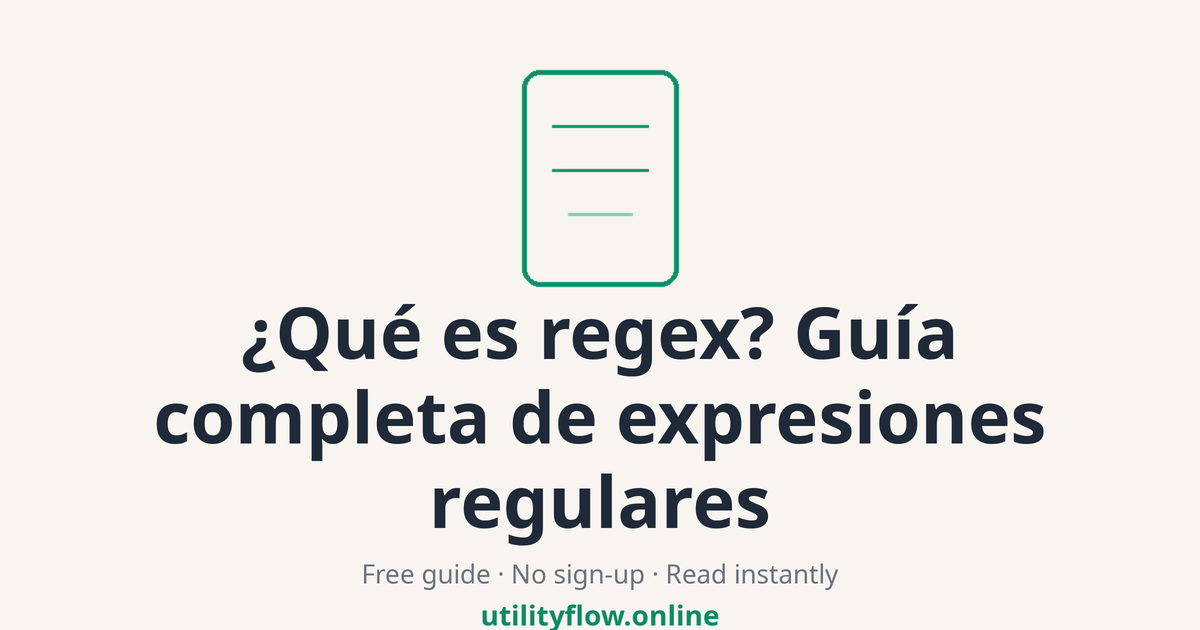 ¿Qué es regex? Guía
completa de expresiones
regulares
Free guide · No sign-up · Read instantly
utilityflow.online